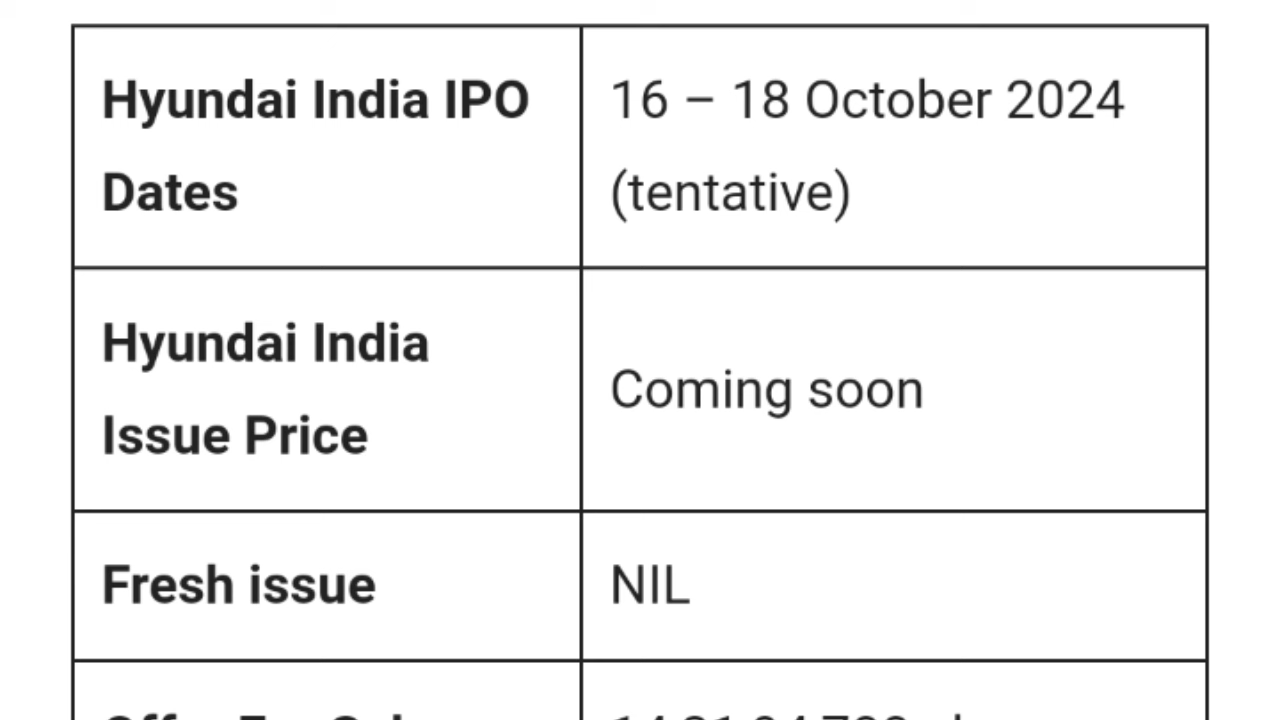 Hyundai India IPO
Dates
16 – 18 October 2024
(tentative)
Hyundai India
Issue Price
Coming soon
Fresh issue
NIL